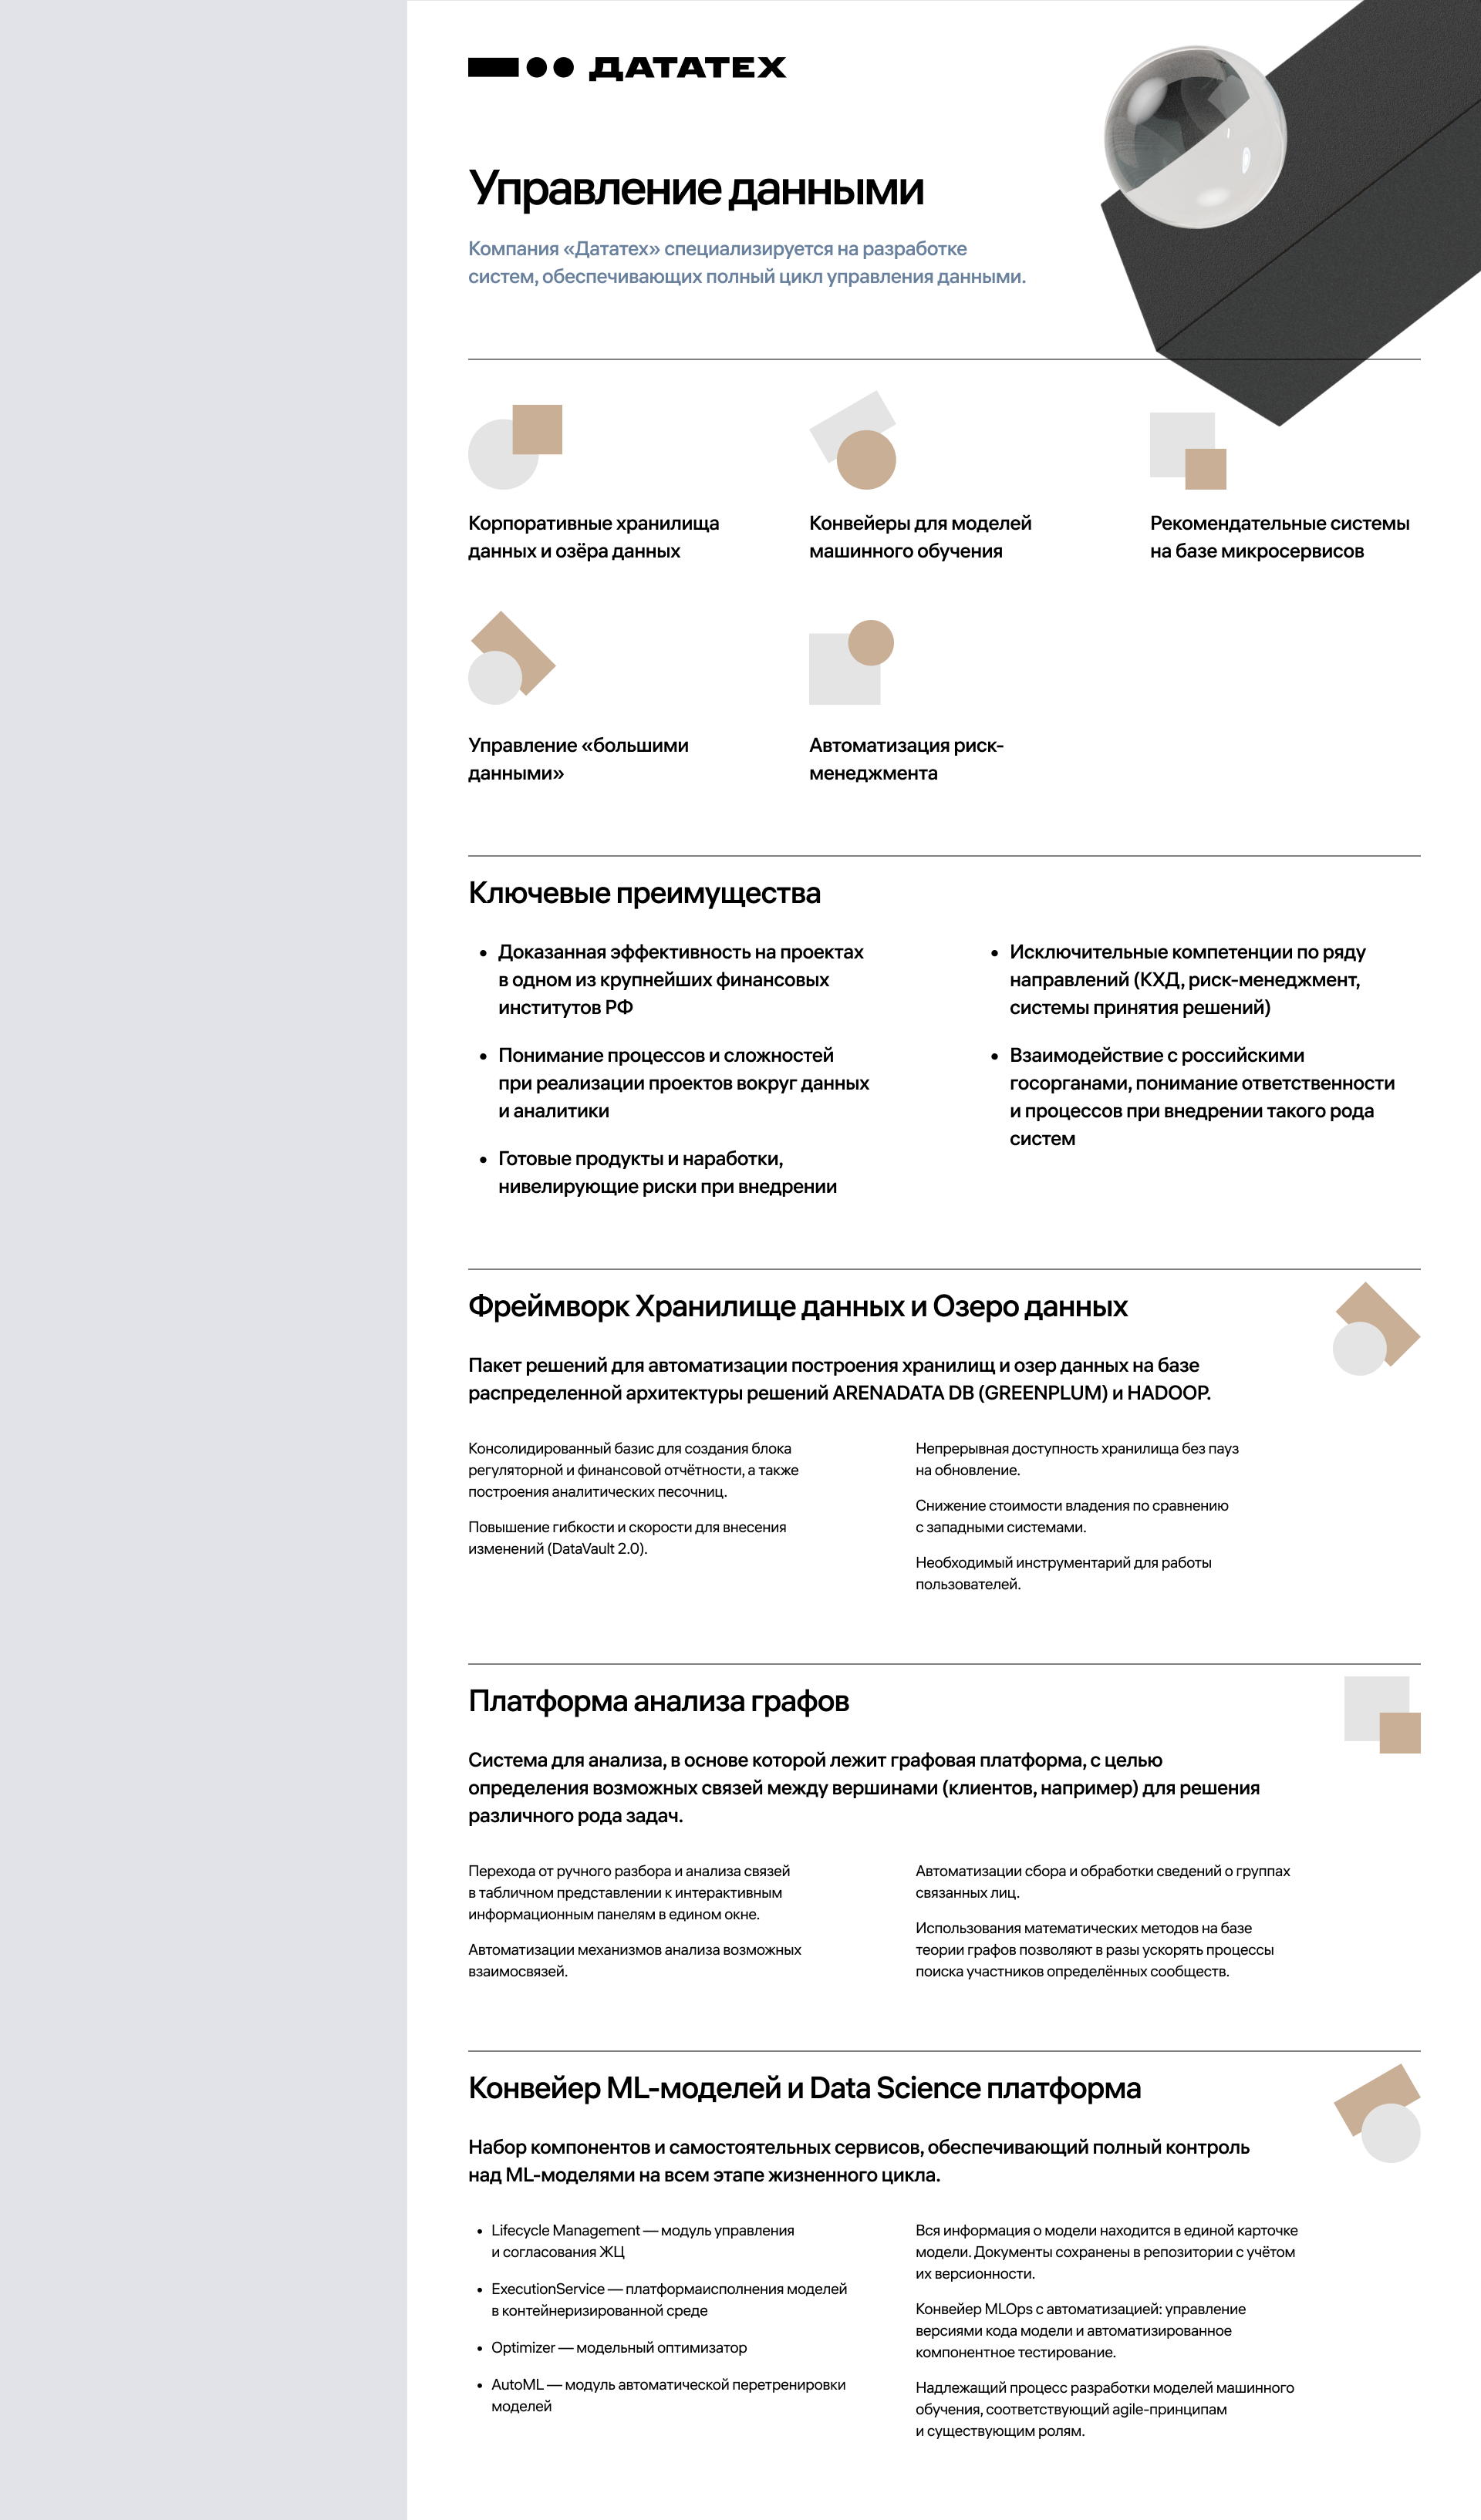 ДАТАТЕХ
Управление данными
Компания «Дататех» специализируется на разработке
систем, обеспечивающих полный цикл управления данными.
Корпоративные хранилища
данных и озёра данных
Конвейеры для моделей
машинного обучения
Рекомендательные системы
на базе микросервисов
Управление «большими
данными»
Автоматизация риск-
менеджмента
Ключевые преимущества
• Доказанная эффективность на проектах
в одном из крупнейших финансовых
институтов РФ
• Понимание процессов и сложностей
при реализации проектов вокруг данных
и аналитики
• Готовые продукты и наработки,
нивелирующие риски при внедрении
• Исключительные компетенции по ряду
направлений (КХД, риск-менеджмент,
системы принятия решений)
• Взаимодействие с российскими
госорганами, понимание ответственности
и процессов при внедрении такого рода
систем
Фреймворк Хранилище данных и Озеро данных
Пакет решений для автоматизации построения хранилищ и озер данных на базе
распределенной архитектуры решений ARENADATA DB (GREENPLUM) и HADOOP.
Консолидированный базис для создания блока
регуляторной и финансовой отчётности, а также
построения аналитических песочниц.
Повышение гибкости и скорости для внесения
изменений (DataVault 2.0).
Непрерывная доступность хранилища без пауз
на обновление.
Снижение стоимости владения по сравнению
с западными системами.
Необходимый инструментарий для работы
пользователей.
Платформа анализа графов
Система для анализа, в основе которой лежит графовая платформа, с целью
определения возможных связей между вершинами (клиентов, например) для решения
различного рода задач.
Перехода от ручного разбора и анализа связей
в табличном представлении к интерактивным
информационным панелям в едином окне.
Автоматизации механизмов анализа возможных
взаимосвязей.
Автоматизации сбора и обработки сведений о группах
связанных лиц.
Использования математических методов на базе
теории графов позволяют в разы ускорять процессы
поиска участников определённых сообществ.
Конвейер ML-моделей и Data Science платформа
Набор компонентов и самостоятельных сервисов, обеспечивающий полный контроль
над ML-моделями на всем этапе жизненного цикла.
• Lifecycle Management — модуль управления
и согласования ЖЦ
• ExecutionService — платформаисполнения моделей
в контейнеризированной среде
• Optimizer — модельный оптимизатор
• AutoML — модуль автоматической перетренировки
моделей
Вся информация о модели находится в единой карточке
модели. Документы сохранены в репозитории с учётом
их версионности.
Конвейер MLOps с автоматизацией: управление
версиями кода модели и автоматизированное
компонентное тестирование.
Надлежащий процесс разработки моделей машинного
обучения, соответствующий agile-принципам
и существующим ролям.